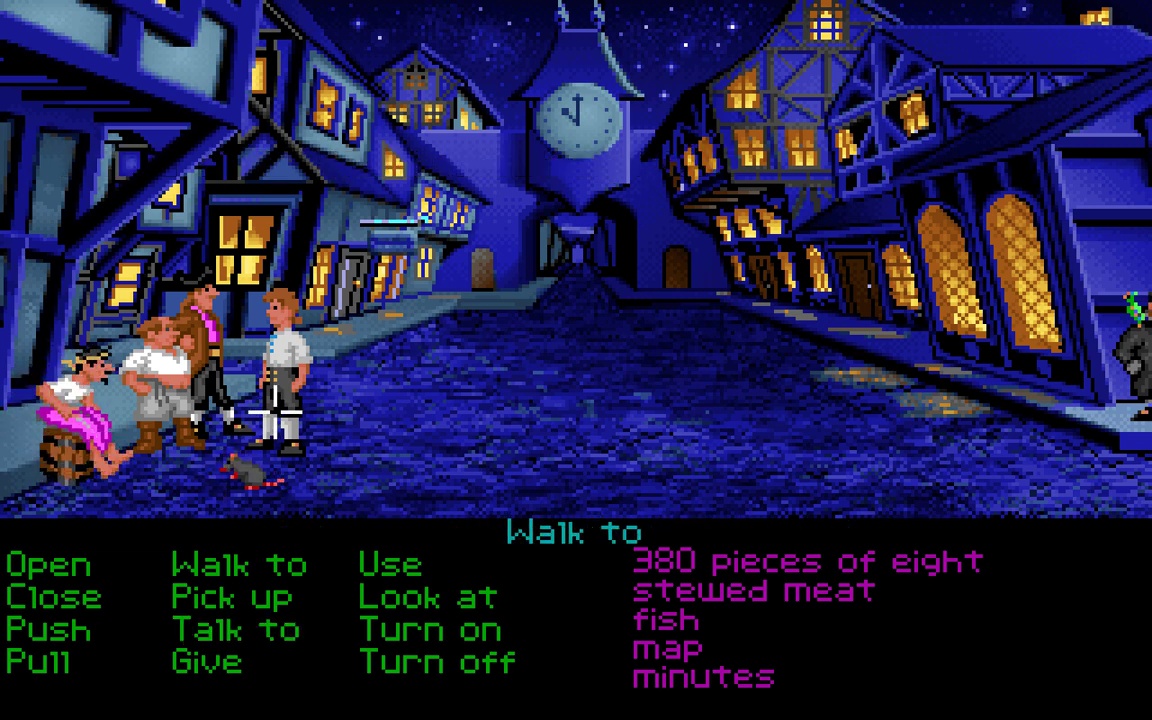 Walk to
Open Walk to Use
Close Pick up Look at
Push Talk to Turn on
Pull Give Turn off
380 pieces of eight
stewed meat
fish
map
minutes